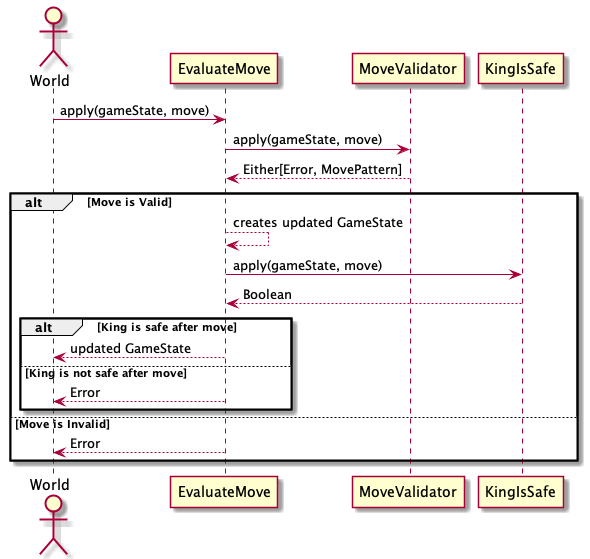 World
EvaluateMove
MoveValidator
KingIsSafe
apply(gameState, move)
apply(gameState, move)
Either[Error, MovePattern]
alt [Move is Valid]
creates updated GameState
apply(gameState, move)
Boolean
alt [King is safe after move]
updated GameState
[King is not safe after move]
Error
[Move is Invalid]
Error
World
EvaluateMove
MoveValidator
KingIsSafe